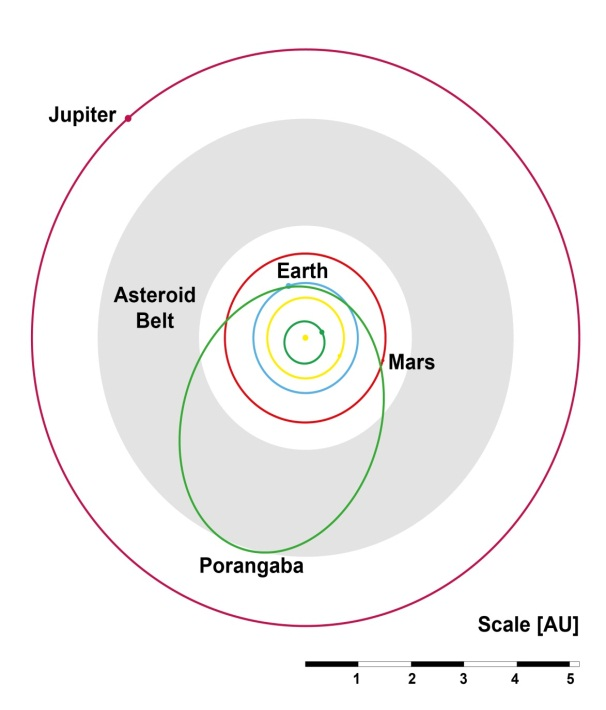 Jupiter
Earth
Asteroid
Belt
Mars
Porangaba
Scale [AU]
1 2 3 4 5